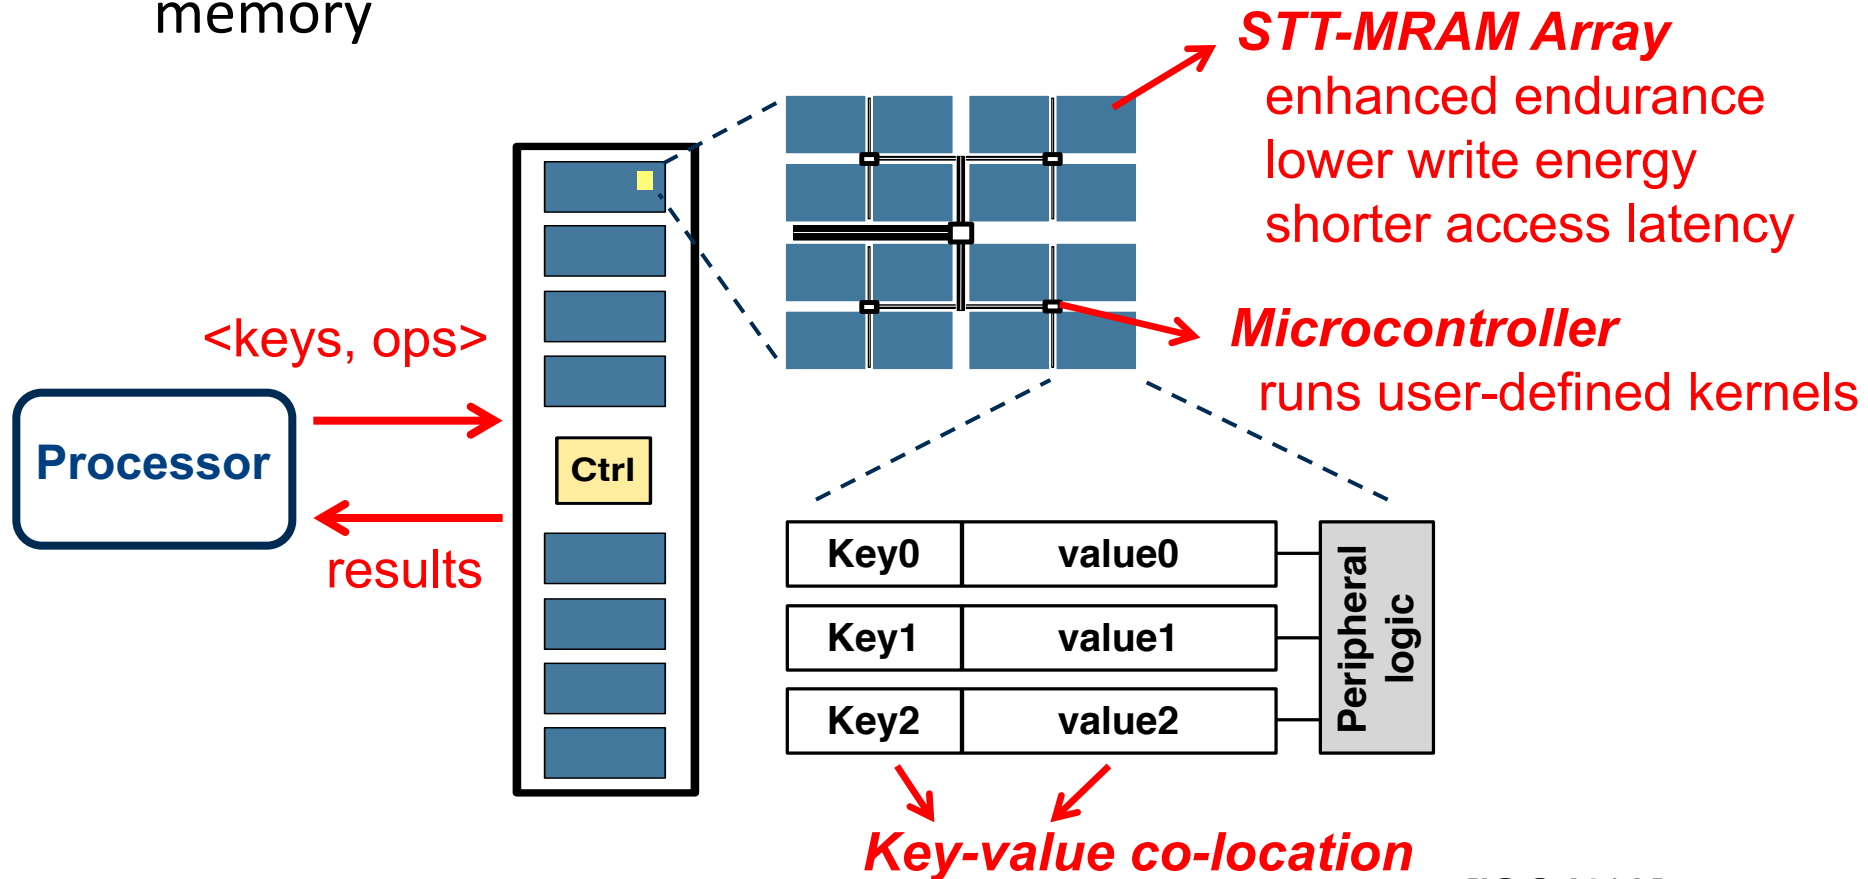 memory
STT-MRAM Array
enhanced endurance
lower write energy
shorter access latency
Microcontroller
runs user-defined kernels
<keys, ops>
Processor
Ctrl
results
Key0 value0
Key1 value1
Key2 value2
Peripheral
logic
Key-value co-location